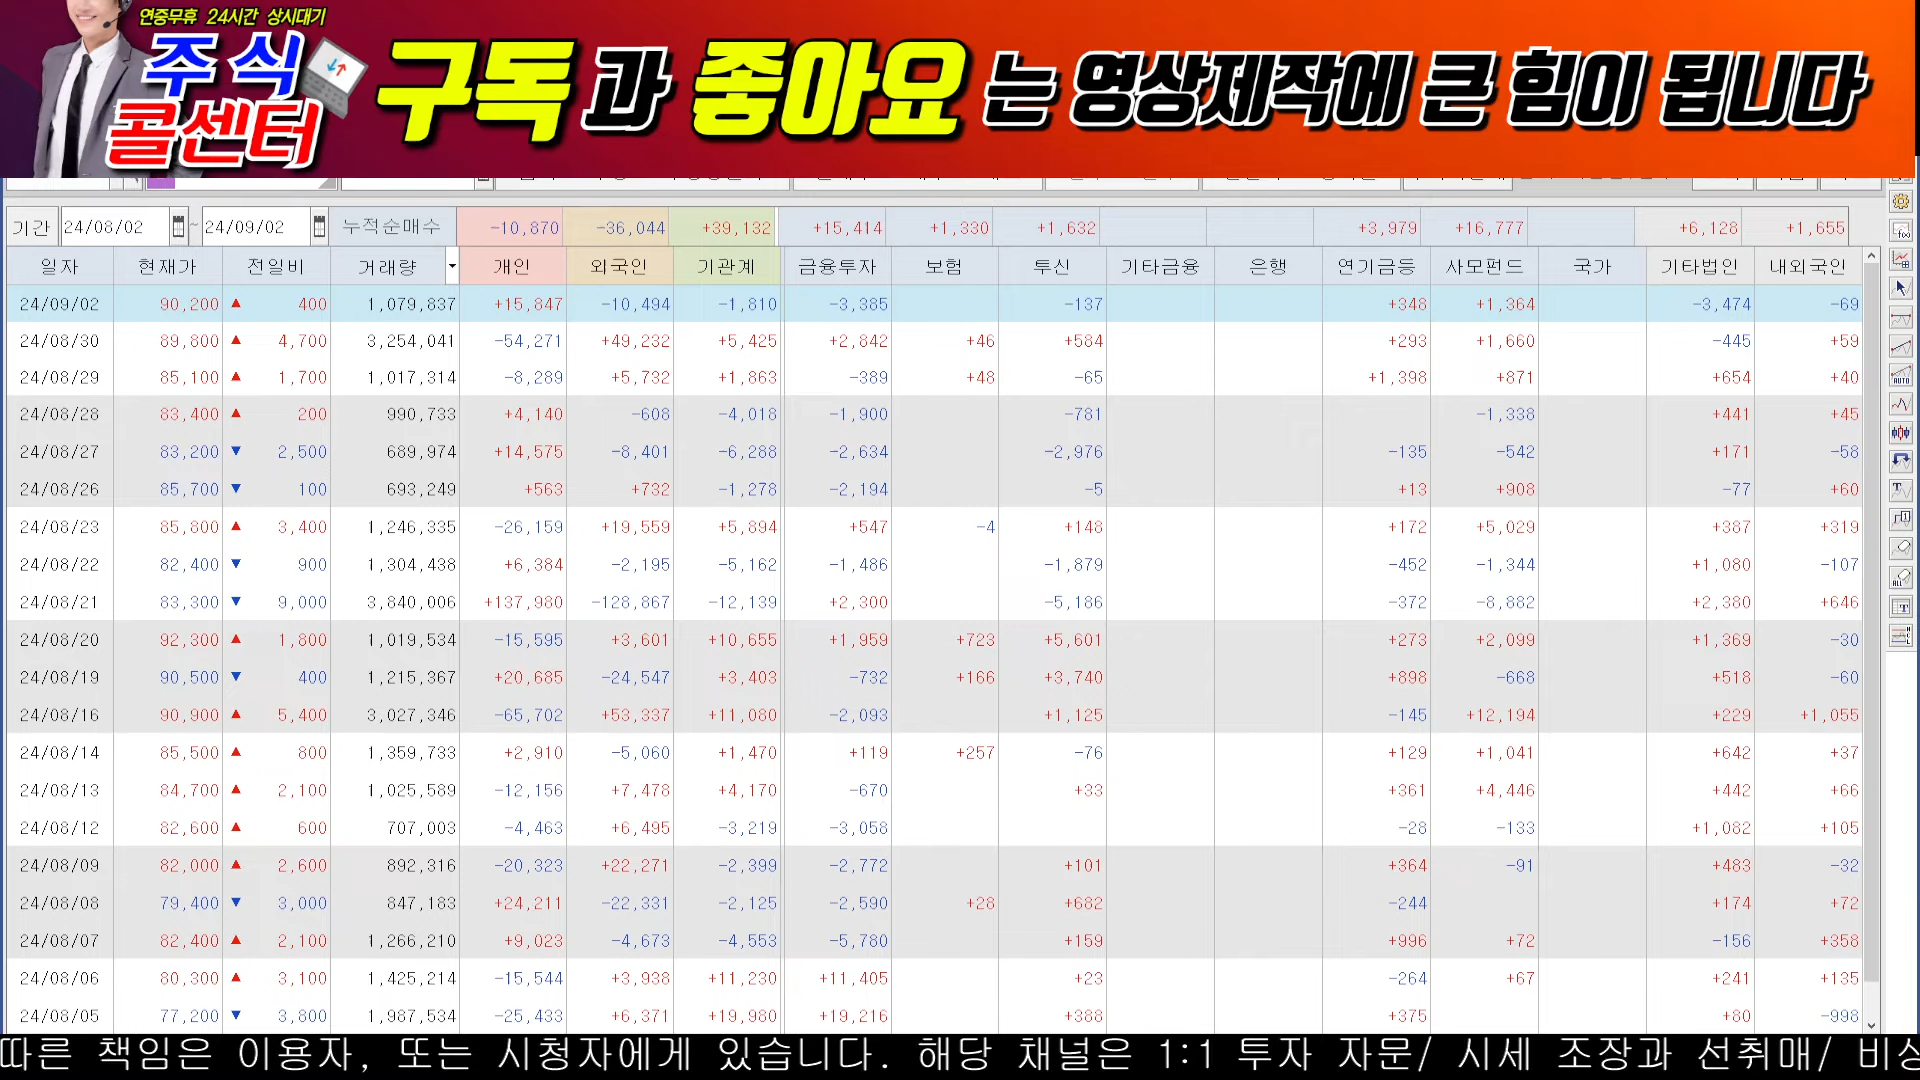 연중무휴 24시간 상시대기
주식
콜센터
구독과 좋아요는 영상제작에 큰 힘이 됩니다
기간 24/08/02 ~ 24/09/02 누적순매수 -10,870 -36,044 +39,132 +15,414 +1,330 +1,632 +3,979 +16,777 +6,128 +1,655
일자 현재가 전일비 거래량 개인 외국인 기관계 금융투자 보험 투신 기타금융 은행 연기금등 사모펀드 국가 기타법인 내외국인
24/09/02 90,200 ▲ 400 1,079,837 +15,847 -10,494 -1,810 -3,385 -137 +348 +1,364 -3,474 -69
24/08/30 89,800 ▲ 4,700 3,254,041 -54,271 +49,232 +5,425 +2,842 +46 +584 +293 +1,660 -445 +59
24/08/29 85,100 ▲ 1,700 1,017,314 -8,289 +5,732 +1,863 -389 +48 -65 +1,398 +871 +654 +40
24/08/28 83,400 ▲ 200 990,733 +4,140 -608 -4,018 -1,900 -781 -1,338 +441 +45
24/08/27 83,200 ▼ 2,500 689,974 +14,575 -8,401 -6,288 -2,634 -2,976 -135 -542 +171 -58
24/08/26 85,700 ▼ 100 693,249 +563 +732 -1,278 -2,194 -5 +13 +908 -77 +60
24/08/23 85,800 ▲ 3,400 1,246,335 -26,159 +19,559 +5,894 +547 -4 +148 +172 +5,029 +387 +319
24/08/22 82,400 ▼ 900 1,304,438 +6,384 -2,195 -5,162 -1,486 -1,879 -452 -1,344 +1,080 -107
24/08/21 83,300 ▼ 9,000 3,840,006 +137,980 -128,867 -12,139 +2,300 -5,186 -372 -8,882 +2,380 +646
24/08/20 92,300 ▲ 1,800 1,019,534 -15,595 +3,601 +10,655 +1,959 +723 +5,601 +273 +2,099 +1,369 -30
24/08/19 90,500 ▼ 400 1,215,367 +20,685 -24,547 +3,403 -732 +166 +3,740 +898 -668 +518 -60
24/08/16 90,900 ▲ 5,400 3,027,346 -65,702 +53,337 +11,080 -2,093 +1,125 -145 +12,194 +229 +1,055
24/08/14 85,500 ▲ 800 1,359,733 +2,910 -5,060 +1,470 +119 +257 -76 +129 +1,041 +642 +37
24/08/13 84,700 ▲ 2,100 1,025,589 -12,156 +7,478 +4,170 -670 +33 +361 +4,446 +442 +66
24/08/12 82,600 ▲ 600 707,003 -4,463 +6,495 -3,219 -3,058 -28 -133 +1,082 +105
24/08/09 82,000 ▲ 2,600 892,316 -20,323 +22,271 -2,399 -2,772 +101 +364 -91 +483 -32
24/08/08 79,400 ▼ 3,000 847,183 +24,211 -22,331 -2,125 -2,590 +28 +682 -244 +174 +72
24/08/07 82,400 ▲ 2,100 1,266,210 +9,023 -4,673 -4,553 -5,780 +159 +996 +72 -156 +358
24/08/06 80,300 ▲ 3,100 1,425,214 -15,544 +3,938 +11,230 +11,405 +23 -264 +67 +241 +135
24/08/05 77,200 ▼ 3,800 1,987,534 -25,433 +6,371 +19,980 +19,216 +388 +375 +80 -998
따른 책임은 이용자, 또는 시청자에게 있습니다. 해당 채널은 1:1 투자 자문/ 시세 조장과 선취매/ 비상